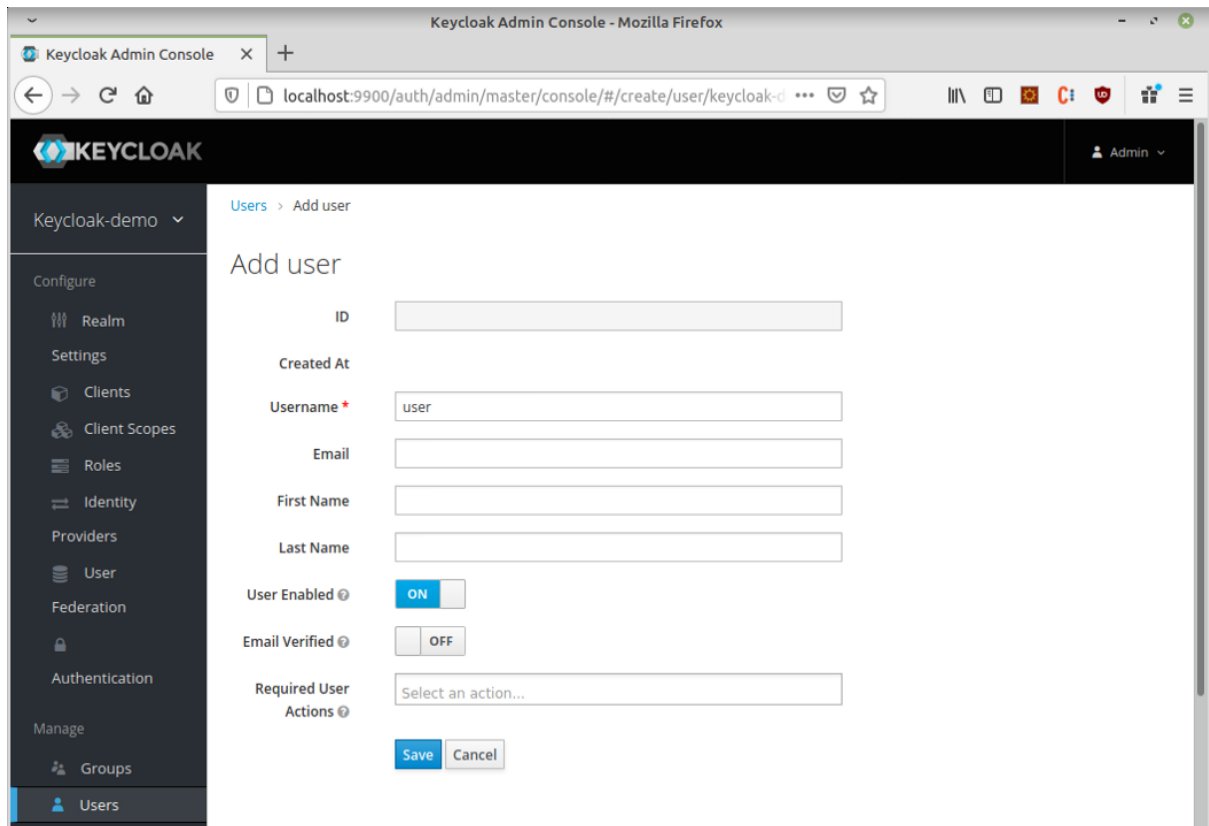 Keycloak Admin Console - Mozilla Firefox
Keycloak Admin Console
localhost:9900/auth/admin/master/console/#/create/user/keycloak-d
KEYCLOAK
Admin
Keycloak-demo
Users > Add user
Add user
Configure
Realm
Settings
Clients
Client Scopes
Roles
Identity
Providers
User
Federation
Authentication
Manage
Groups
Users
ID
Created At
Username *
user
Email
First Name
Last Name
User Enabled
ON
Email Verified
OFF
Required User
Actions
Select an action...
Save Cancel